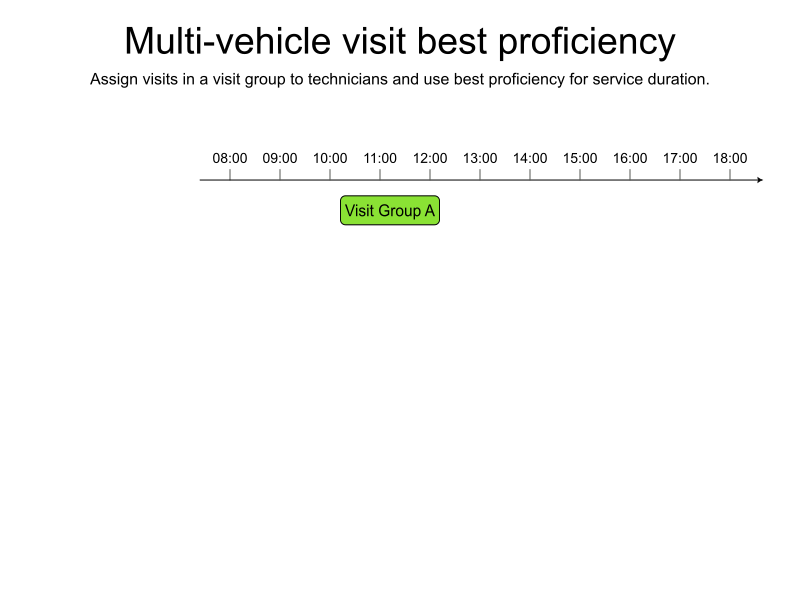 Multi-vehicle visit best proficiency
Assign visits in a visit group to technicians and use best proficiency for service duration.
08:00 09:00 10:00 11:00 12:00 13:00 14:00 15:00 16:00 17:00 18:00
Visit Group A